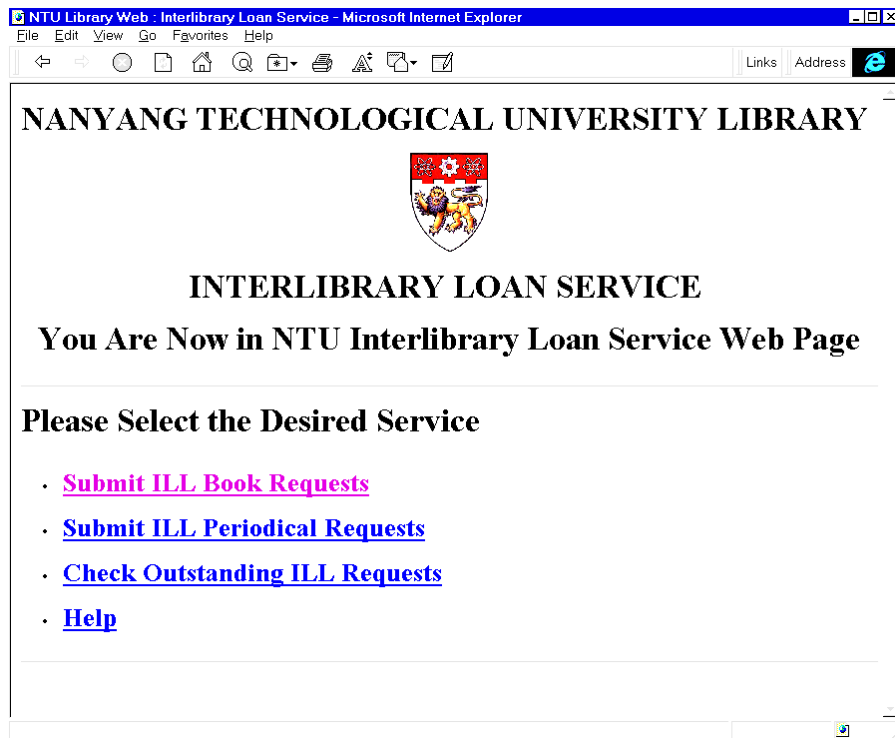 NTU Library Web : Interlibrary Loan Service - Microsoft Internet Explorer
File Edit View Go Favorites Help
Links Address
NANYANG TECHNOLOGICAL UNIVERSITY LIBRARY
INTERLIBRARY LOAN SERVICE
You Are Now in NTU Interlibrary Loan Service Web Page
Please Select the Desired Service
Submit ILL Book Requests
Submit ILL Periodical Requests
Check Outstanding ILL Requests
Help